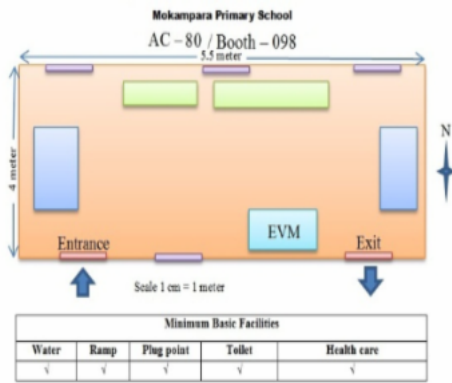 Mokampara Primary School
AC - 80 / Booth - 098
5.5 meter
4 meter
N
EVM
Entrance
Exit
Scale 1 cm = 1 meter
Minimum Basic Facilities
Water Ramp Plug point Toilet Health care
√ √ √ √ √